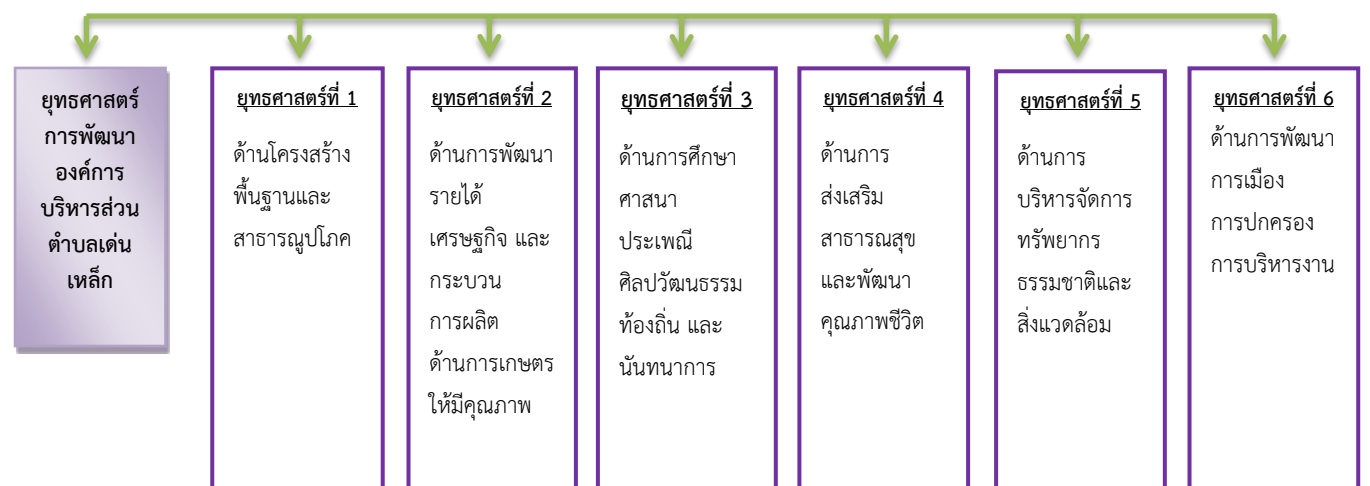 ยุทธศาสตร์
การพัฒนา
องค์การ
บริหารส่วน
ตำบลเด่น
เหล็ก
ยุทธศาสตร์ที่ 1
ด้านโครงสร้าง
พื้นฐานและ
สาธารณูปโภค
ยุทธศาสตร์ที่ 2
ด้านการพัฒนา
รายได้
เศรษฐกิจ และ
กระบวน
การผลิต
ด้านการเกษตร
ให้มีคุณภาพ
ยุทธศาสตร์ที่ 3
ด้านการศึกษา
ศาสนา
ประเพณี
ศิลปวัฒนธรรม
ท้องถิ่น และ
นันทนาการ
ยุทธศาสตร์ที่ 4
ด้านการ
ส่งเสริม
สาธารณสุข
และพัฒนา
คุณภาพชีวิต
ยุทธศาสตร์ที่ 5
ด้านการ
บริหารจัดการ
ทรัพยากร
ธรรมชาติและ
สิ่งแวดล้อม
ยุทธศาสตร์ที่ 6
ด้านการพัฒนา
การเมือง
การปกครอง
การบริหารงาน